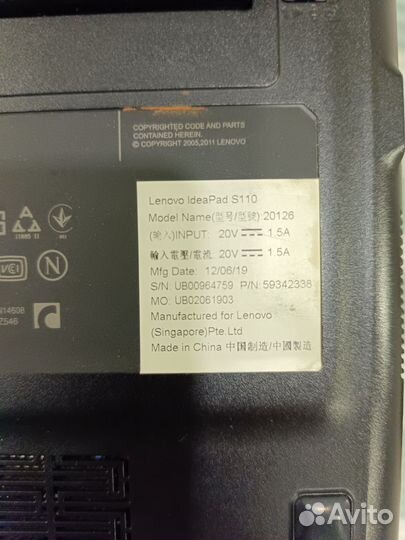 COPYRIGHTED CODE AND PARTS
CONTAINED HEREIN.
© COPYRIGHT 2005,2011 LENOVO
Lenovo IdeaPad S110
Model Name(型号/型號):20126
(输入)INPUT: 20V⎓ 1.5A
輸入電壓/電流: 20V⎓ 1.5A
Mfg Date: 12/06/19
S/N: UB00964759 P/N: 59342338
MO: UB02061903
Manufactured for Lenovo
(Singapore)Pte.Ltd
Made in China 中国制造/中國製造
VCI
N
N14608
Z546
Avito